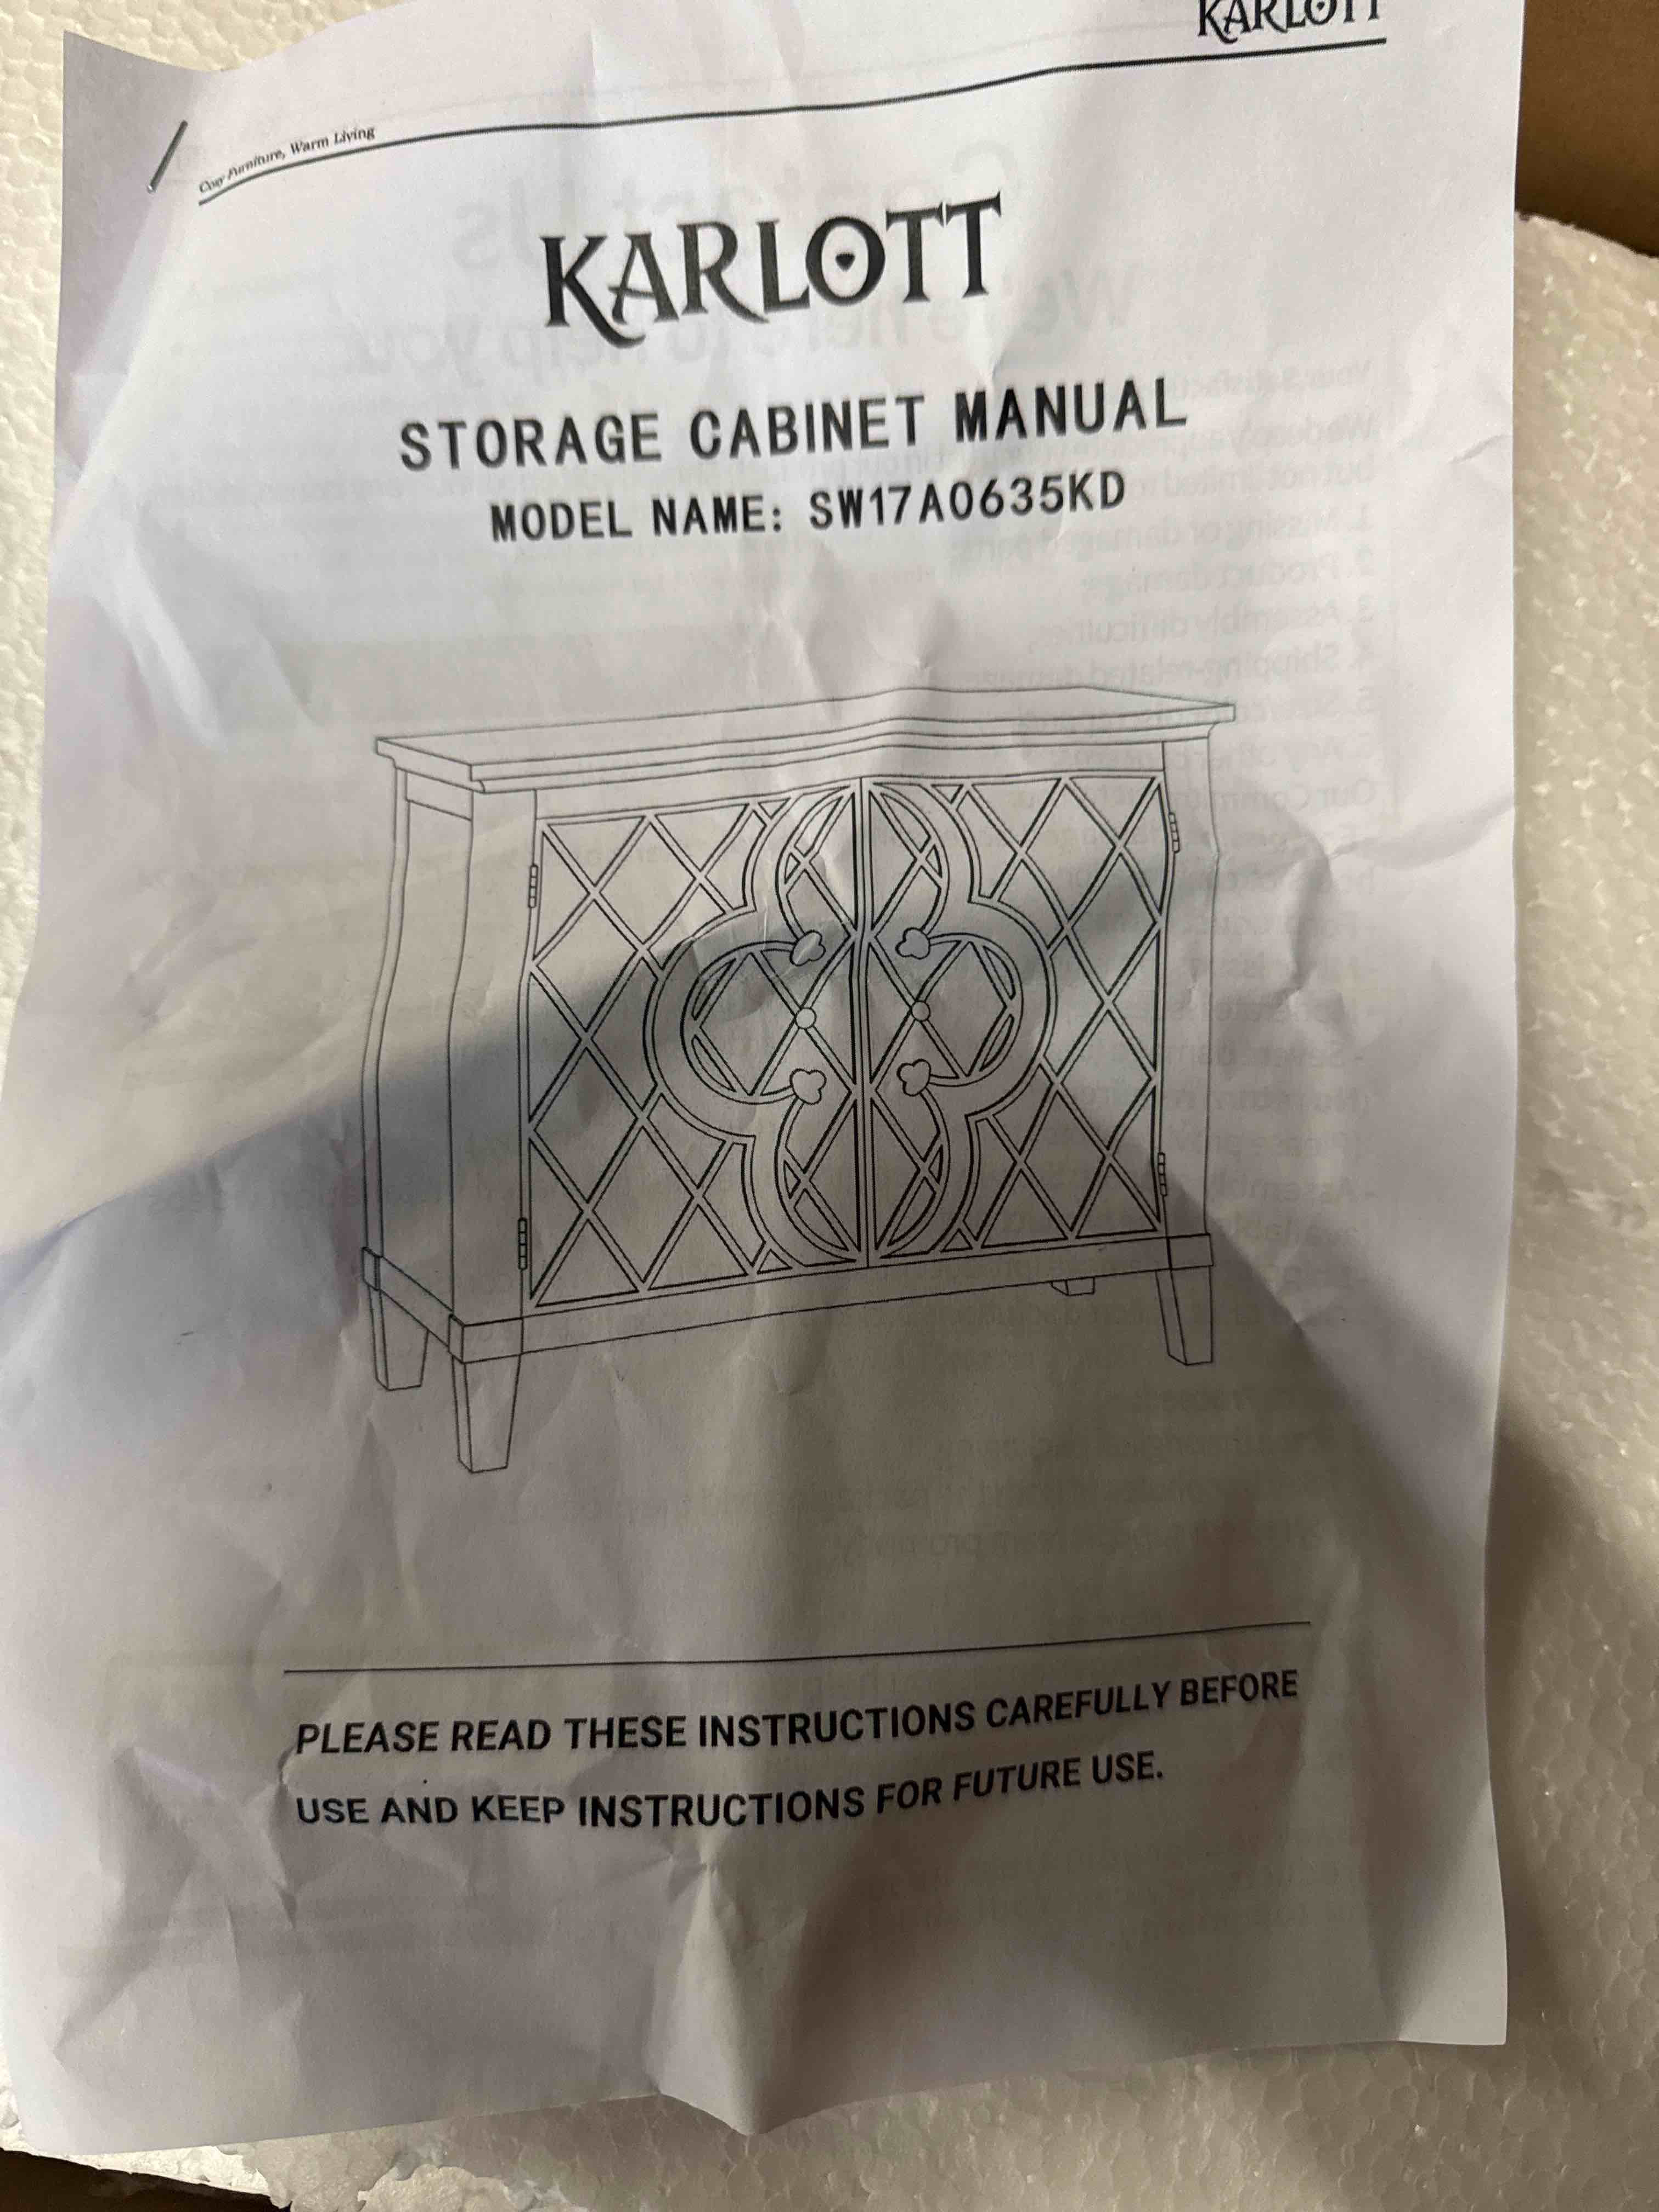 KARLOTT
Cosy Furniture, Warm Living
KARLOTT
STORAGE CABINET MANUAL
MODEL NAME: SW17A0635KD
PLEASE READ THESE INSTRUCTIONS CAREFULLY BEFORE
USE AND KEEP INSTRUCTIONS FOR FUTURE USE.